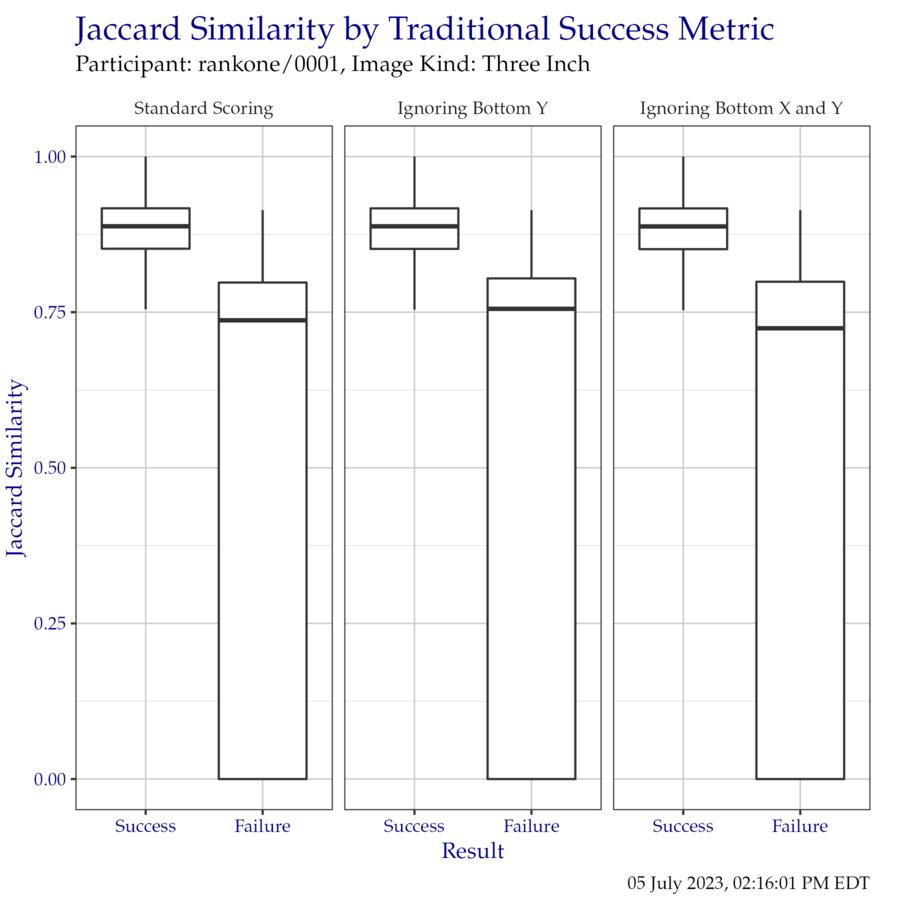 Jaccard Similarity by Traditional Success Metric
Participant: rankone/0001, Image Kind: Three Inch
Standard Scoring
Ignoring Bottom Y
Ignoring Bottom X and Y
Jaccard Similarity
1.00
0.75
0.50
0.25
0.00
Success
Failure
Success
Failure
Success
Failure
Result
05 July 2023, 02:16:01 PM EDT